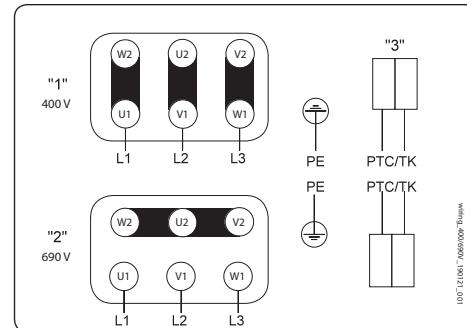 "1"
400 V
W2 U2 V2
U1 V1 W1
L1 L2 L3
"2"
690 V
W2 U2 V2
U1 V1 W1
L1 L2 L3
PE
PE
"3"
PTC/TK
PTC/TK
wiring_400/690V_190121_001